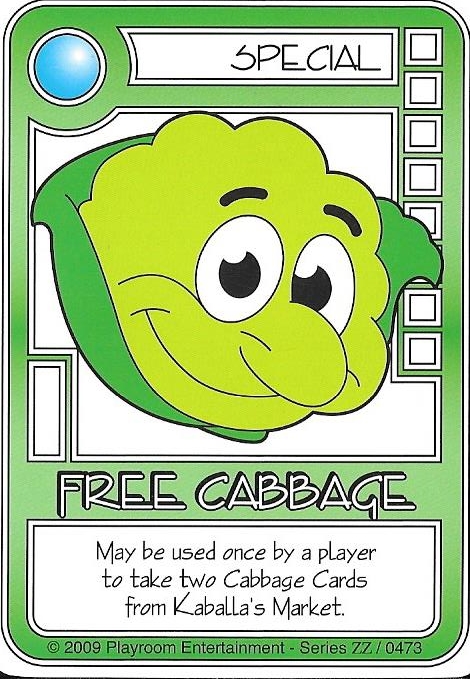 SPECIAL
FREE CABBAGE
May be used once by a player
to take two Cabbage Cards
from Kaballa's Market.
© 2009 Playroom Entertainment - Series ZZ / 0473